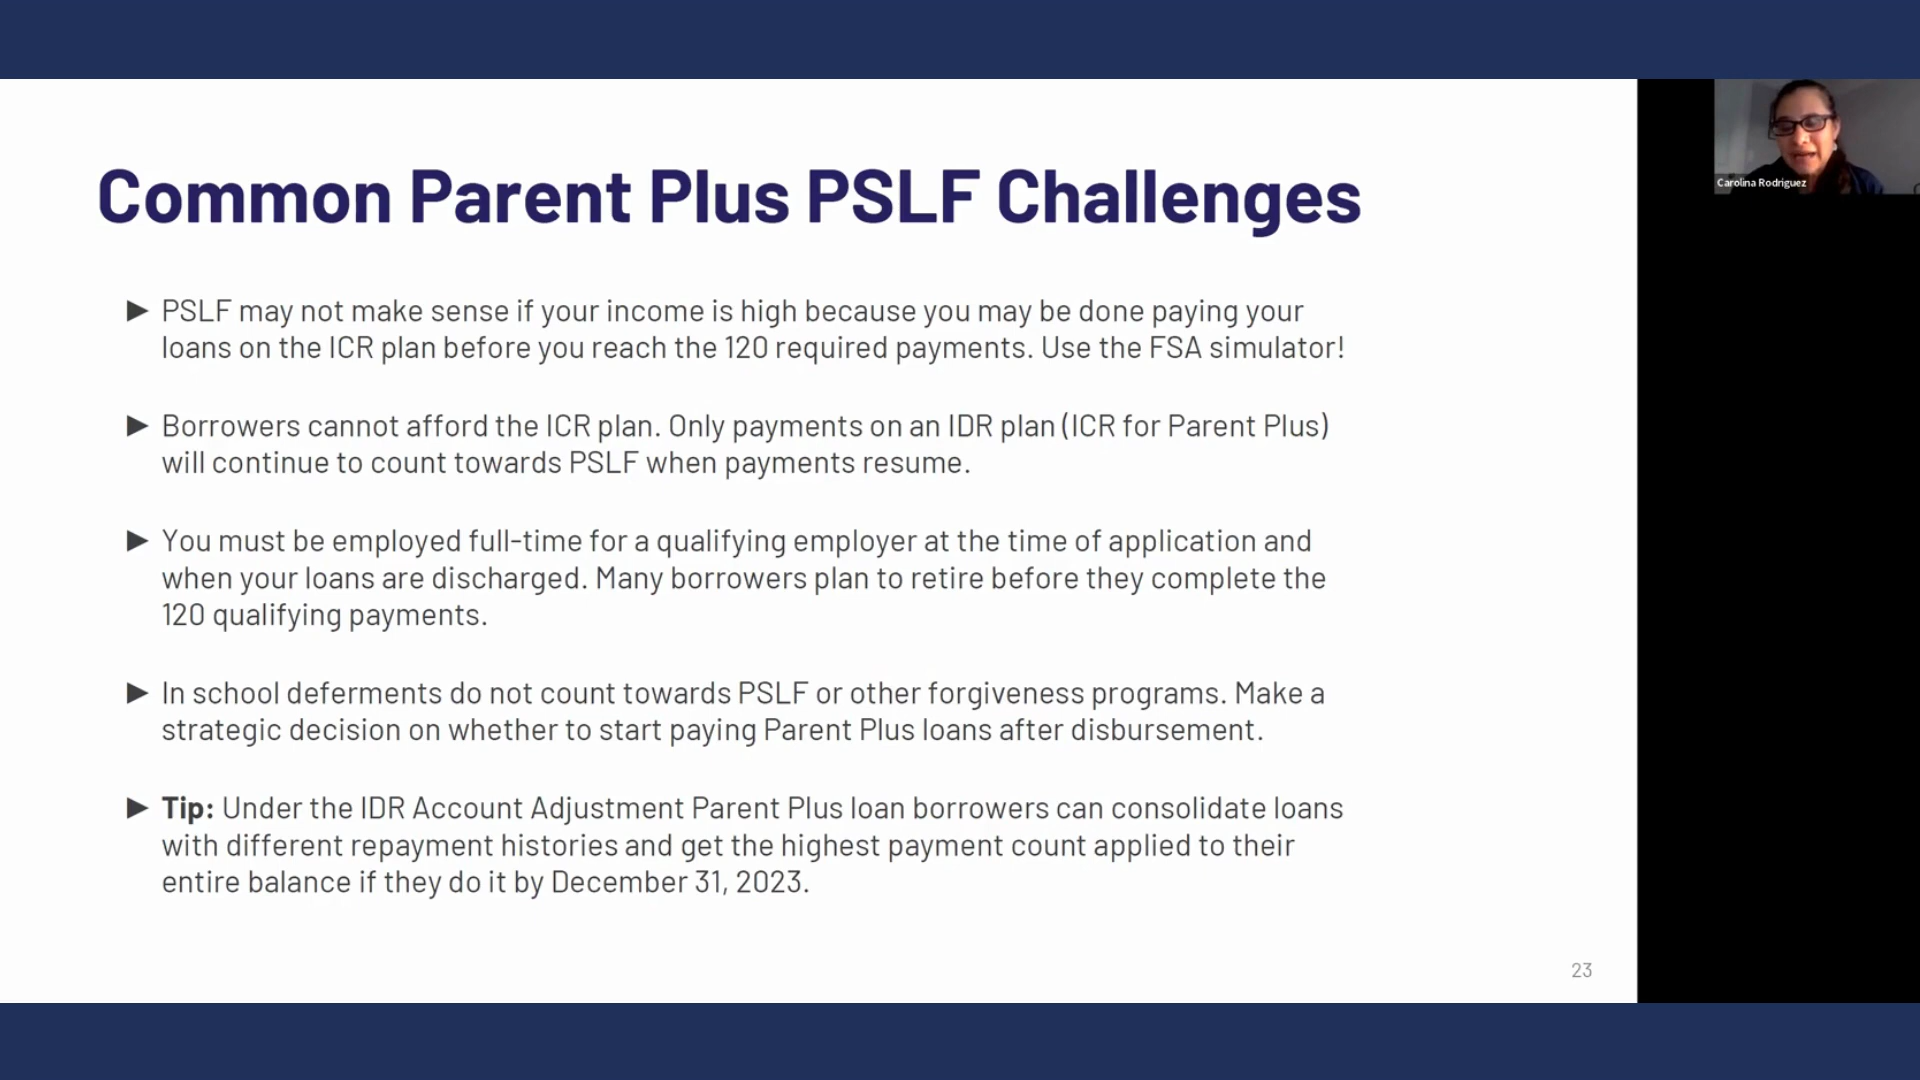 Common Parent Plus PSLF Challenges
Carolina Rodriguez
► PSLF may not make sense if your income is high because you may be done paying your
loans on the ICR plan before you reach the 120 required payments. Use the FSA simulator!
► Borrowers cannot afford the ICR plan. Only payments on an IDR plan (ICR for Parent Plus)
will continue to count towards PSLF when payments resume.
► You must be employed full-time for a qualifying employer at the time of application and
when your loans are discharged. Many borrowers plan to retire before they complete the
120 qualifying payments.
► In school deferments do not count towards PSLF or other forgiveness programs. Make a
strategic decision on whether to start paying Parent Plus loans after disbursement.
► Tip: Under the IDR Account Adjustment Parent Plus loan borrowers can consolidate loans
with different repayment histories and get the highest payment count applied to their
entire balance if they do it by December 31, 2023.
23